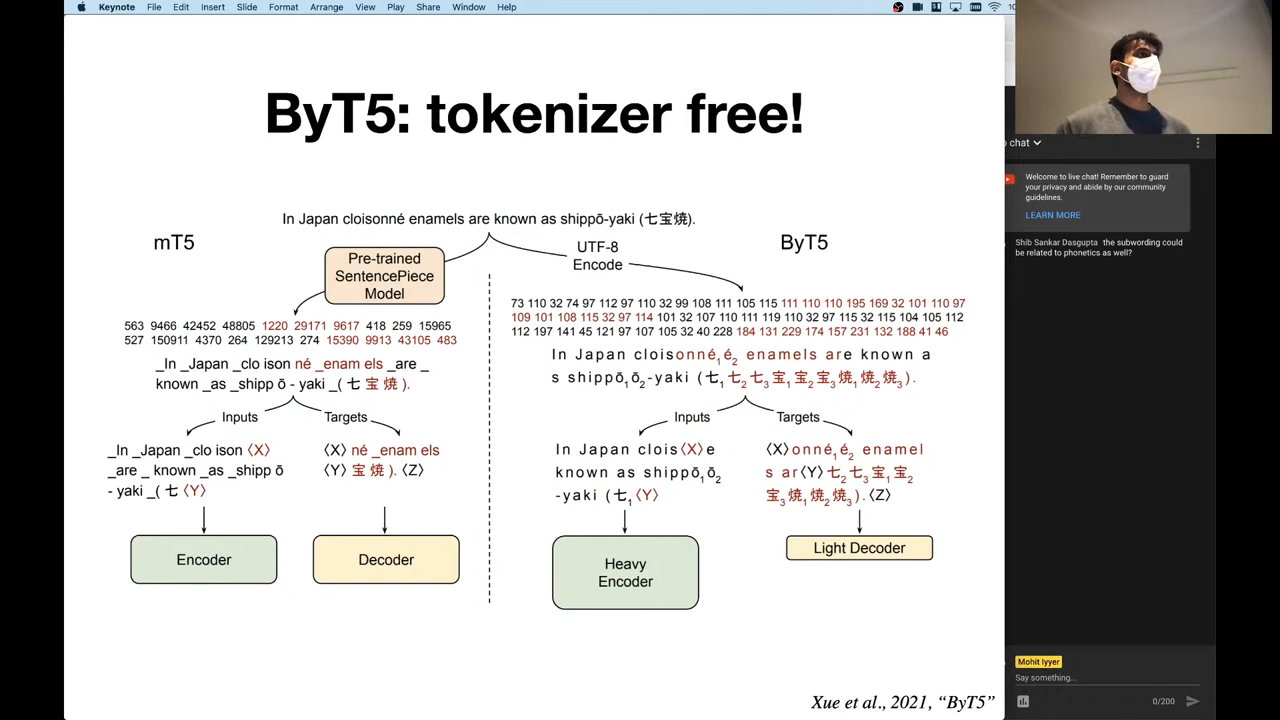 Keynote File Edit Insert Slide Format Arrange View Play Share Window Help
ByT5: tokenizer free!
In Japan cloisonné enamels are known as shippō-yaki (七宝焼).
mT5
ByT5
UTF-8
Encode
Pre-trained
SentencePiece
Model
563 9466 42452 48805 1220 29171 9617 418 259 15965
527 150911 4370 264 129213 274 15390 9913 43105 483
_In _Japan _clo ison né _enam els _are _
known _as _shipp ō - yaki _( 七 宝 焼 ).
Inputs
Targets
_In _Japan _clo ison 〈X〉
_are _ known _as _shipp ō
- yaki _( 七 〈Y〉
〈X〉 né _enam els
〈Y〉 宝 焼 ). 〈Z〉
Encoder
Decoder
73 110 32 74 97 112 97 110 32 99 108 111 105 115 111 110 110 195 169 32 101 110 97
109 101 108 115 32 97 114 101 32 107 110 111 119 110 32 97 115 32 115 104 105 112
112 197 141 45 121 97 107 105 32 40 228 184 131 229 174 157 231 132 188 41 46
In Japan cloisonné₁é₂ enamels are known a
s shippō₁ō₂-yaki (七₁七₂七₃宝₁宝₂宝₃焼₁焼₂焼₃).
Inputs
Targets
In Japan clois〈X〉e
known as shippō₁ō₂
-yaki (七₁〈Y〉
〈X〉onné₁é₂ enamel
s ar〈Y〉七₂七₃宝₁宝₂
宝₃焼₁焼₂焼₃).〈Z〉
Heavy
Encoder
Light Decoder
Xue et al., 2021, “ByT5”
chat
Welcome to live chat! Remember to guard
your privacy and abide by our community
guidelines.
LEARN MORE
Shib Sankar Dasgupta the subwording could
be related to phonetics as well?
Mohit Iyyer
Say something...
0/200